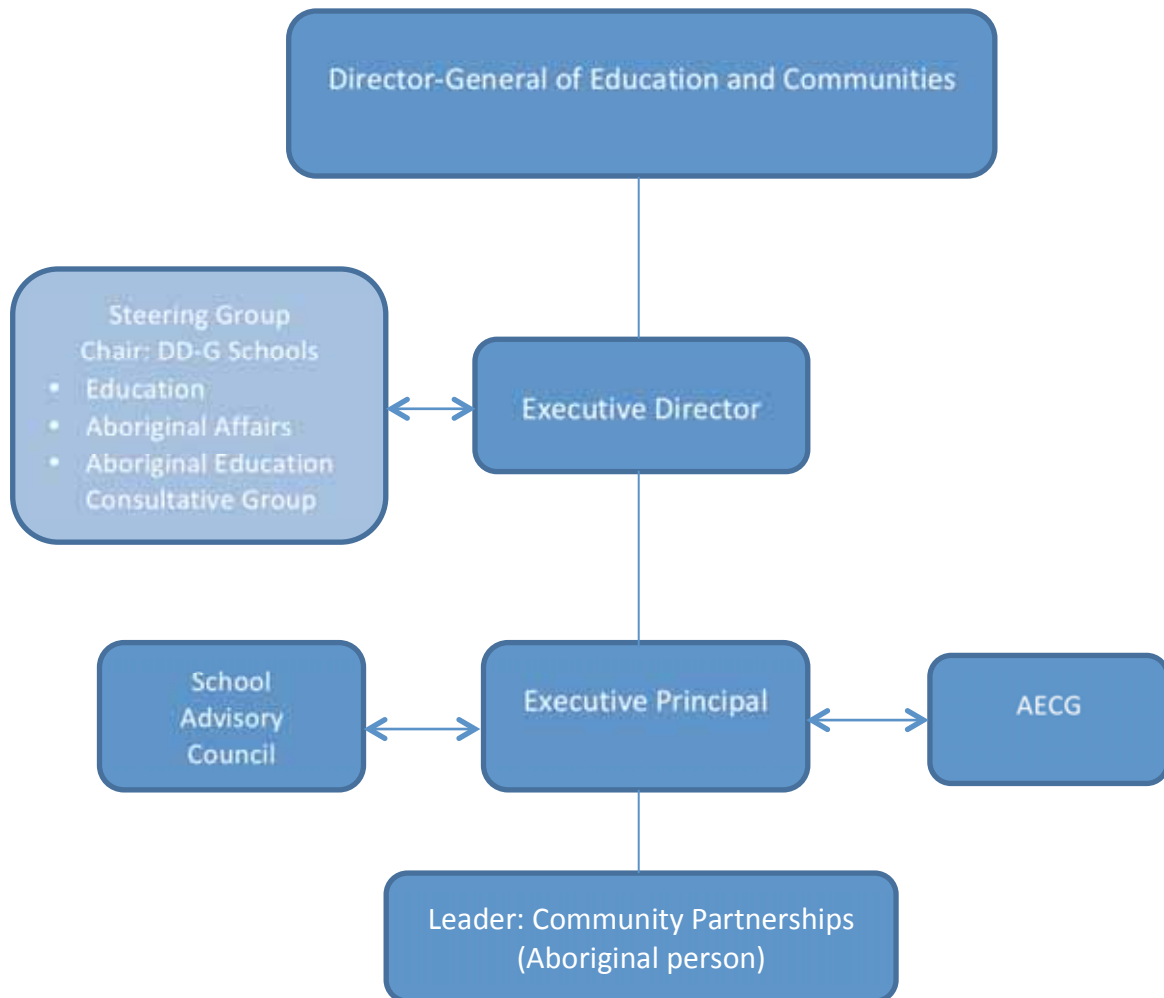 Director-General of Education and Communities
Steering Group
Chair: DD-G Schools
• Education
• Aboriginal Affairs
• Aboriginal Education
Consultative Group
Executive Director
School
Advisory
Council
Executive Principal
AECG
Leader: Community Partnerships
(Aboriginal person)